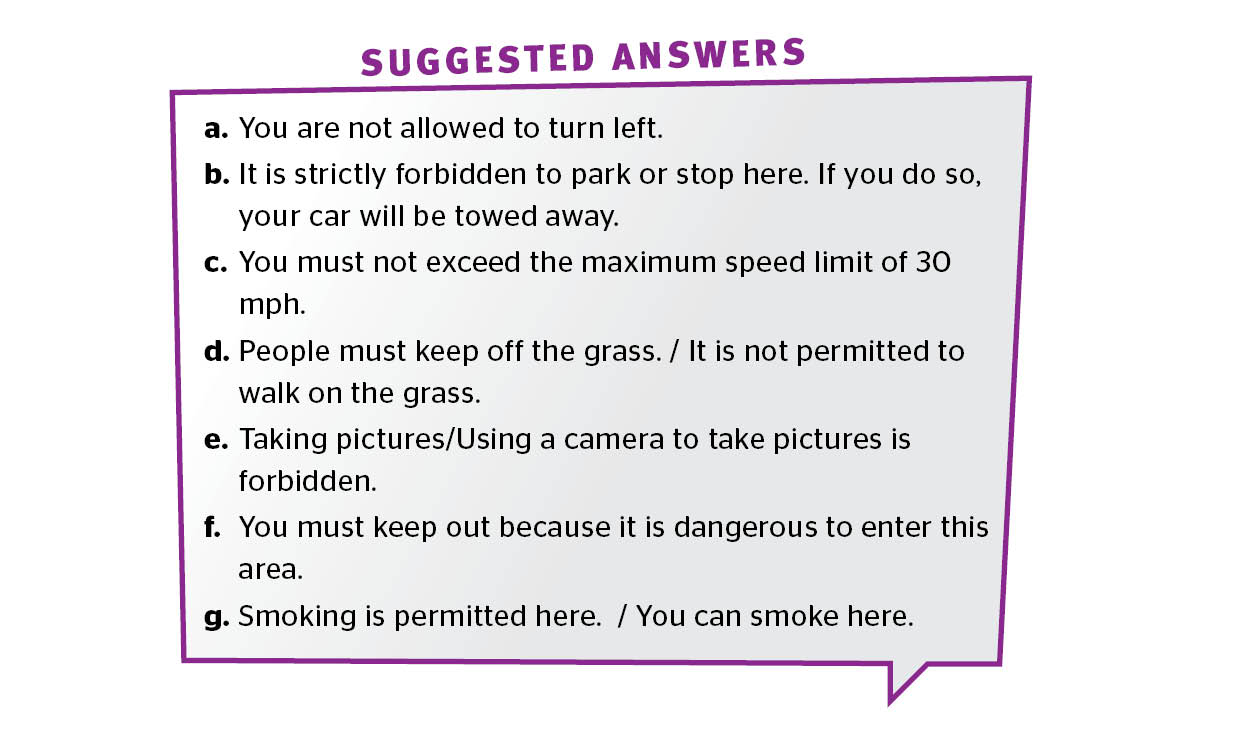 SUGGESTED ANSWERS
a. You are not allowed to turn left.
b. It is strictly forbidden to park or stop here. If you do so,
your car will be towed away.
c. You must not exceed the maximum speed limit of 30
mph.
d. People must keep off the grass. / It is not permitted to
walk on the grass.
e. Taking pictures/Using a camera to take pictures is
forbidden.
f. You must keep out because it is dangerous to enter this
area.
g. Smoking is permitted here. / You can smoke here.